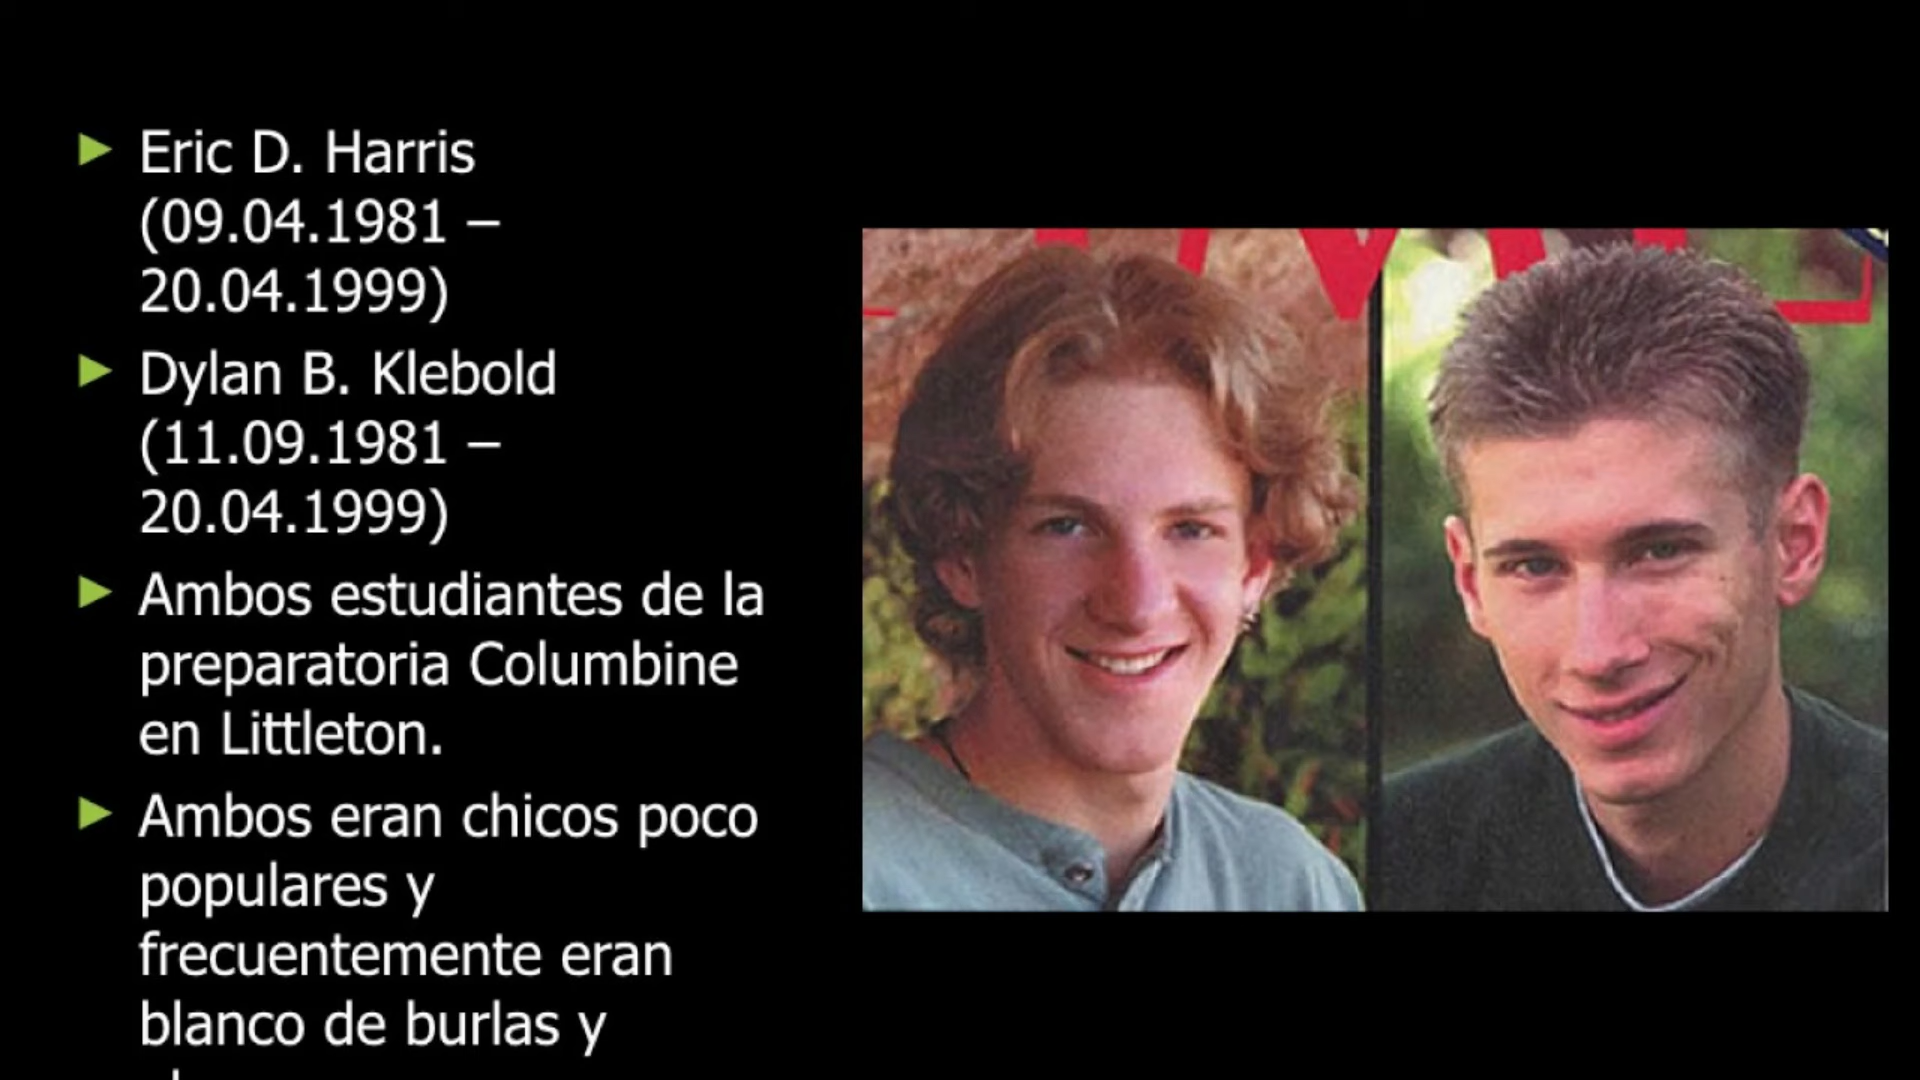 Eric D. Harris
(09.04.1981 –
20.04.1999)
Dylan B. Klebold
(11.09.1981 –
20.04.1999)
Ambos estudiantes de la
preparatoria Columbine
en Littleton.
Ambos eran chicos poco
populares y
frecuentemente eran
blanco de burlas y